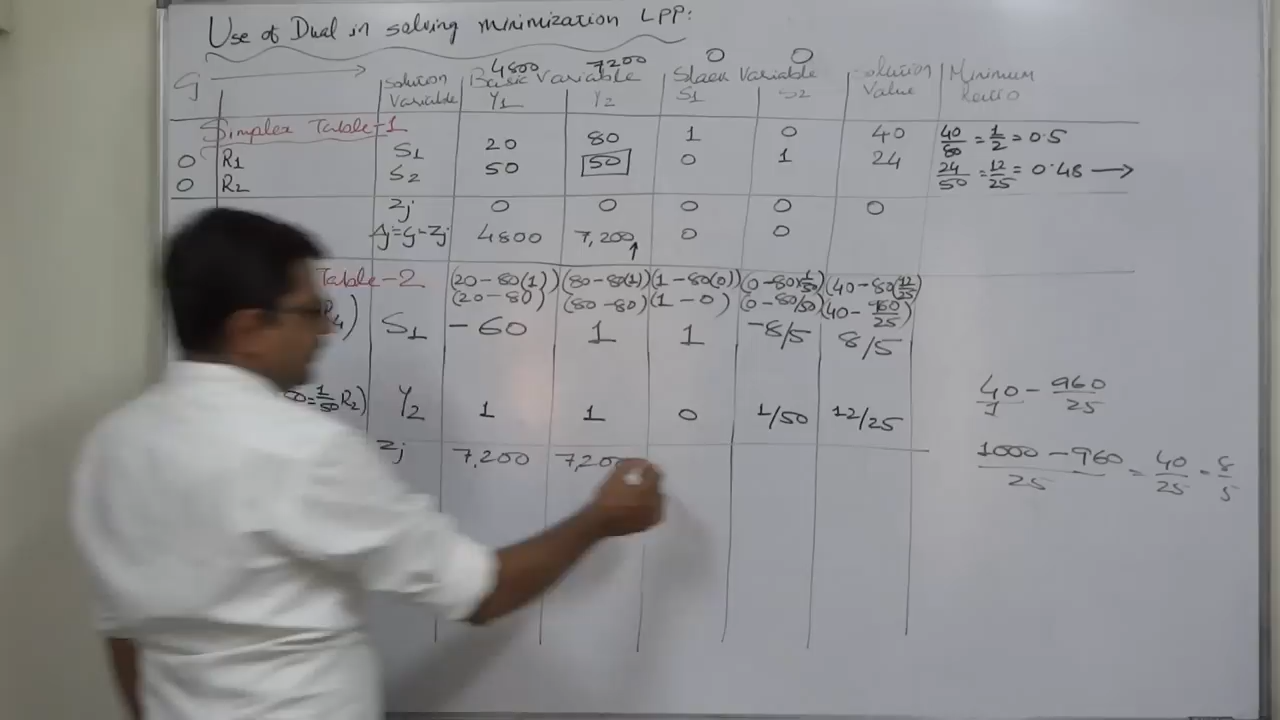 Use of Dual in solving minimization LPP:
4800 7200 0 0
Cj Solution Variable Basic Variable Slack Variable Solution Value Minimum Ratio
Y1 Y2 S1 S2
Simplex Table-1
0 R1 S1 20 80 1 0 40 40/80 = 1/2 = 0.5
0 R2 S2 50 50 0 1 24 24/50 = 12/25 = 0.48 →
Zj 0 0 0 0 0
Δj=Cj-Zj 4800 7,200 ↑ 0 0
Table-2 (20-80(1)) (80-80(1)) (1-80(0)) (0-80×1/50) (40-80(12/25))
(20-80) (80-80) (1-0) (0-80/50) (40-960/25)
R4) S1 -60 1 1 -8/5 8/5
40/1 - 960/25
=1/50 R2) Y2 1 1 0 1/50 12/25
Zj 7,200 7,200
1000-960/25 = 40/25 = 8/5